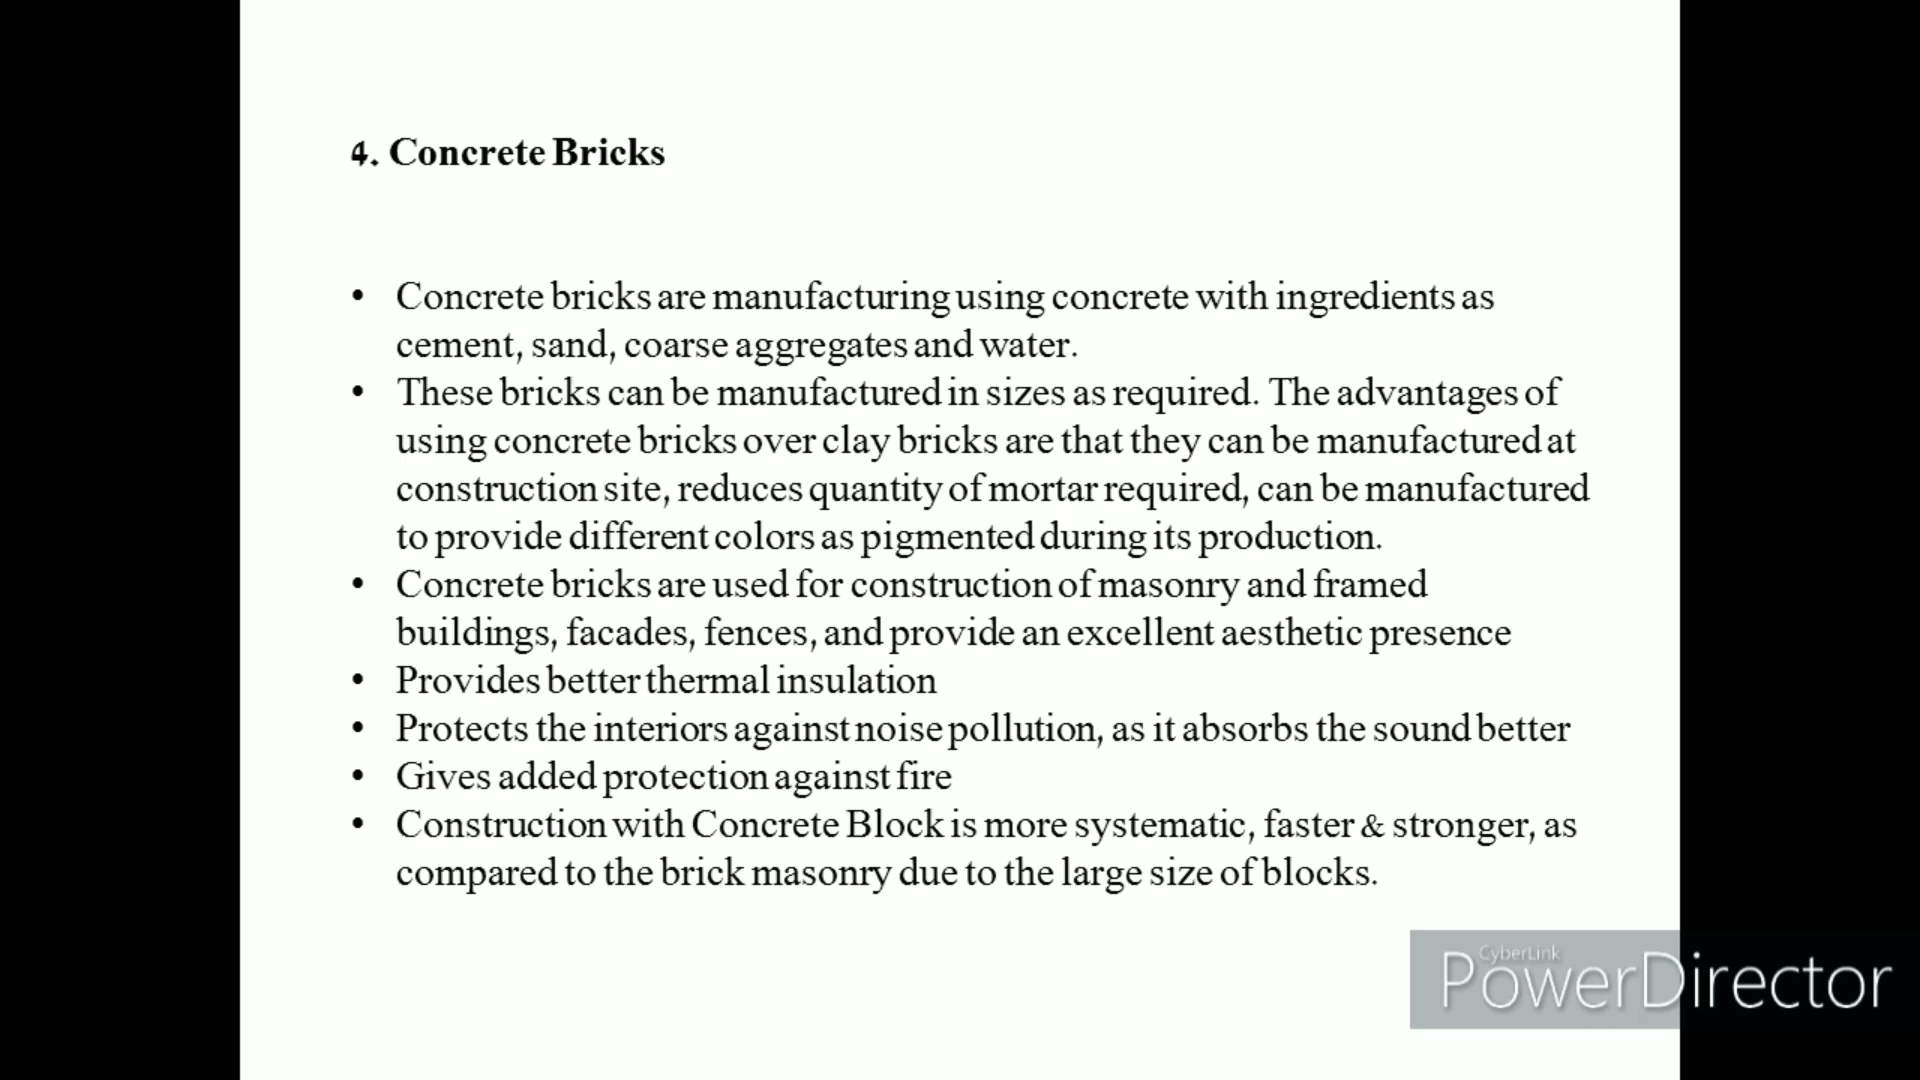 4. Concrete Bricks
• Concrete bricks are manufacturing using concrete with ingredients as
cement, sand, coarse aggregates and water.
• These bricks can be manufactured in sizes as required. The advantages of
using concrete bricks over clay bricks are that they can be manufactured at
construction site, reduces quantity of mortar required, can be manufactured
to provide different colors as pigmented during its production.
• Concrete bricks are used for construction of masonry and framed
buildings, facades, fences, and provide an excellent aesthetic presence
• Provides better thermal insulation
• Protects the interiors against noise pollution, as it absorbs the sound better
• Gives added protection against fire
• Construction with Concrete Block is more systematic, faster & stronger, as
compared to the brick masonry due to the large size of blocks.
CyberLink
PowerDirector